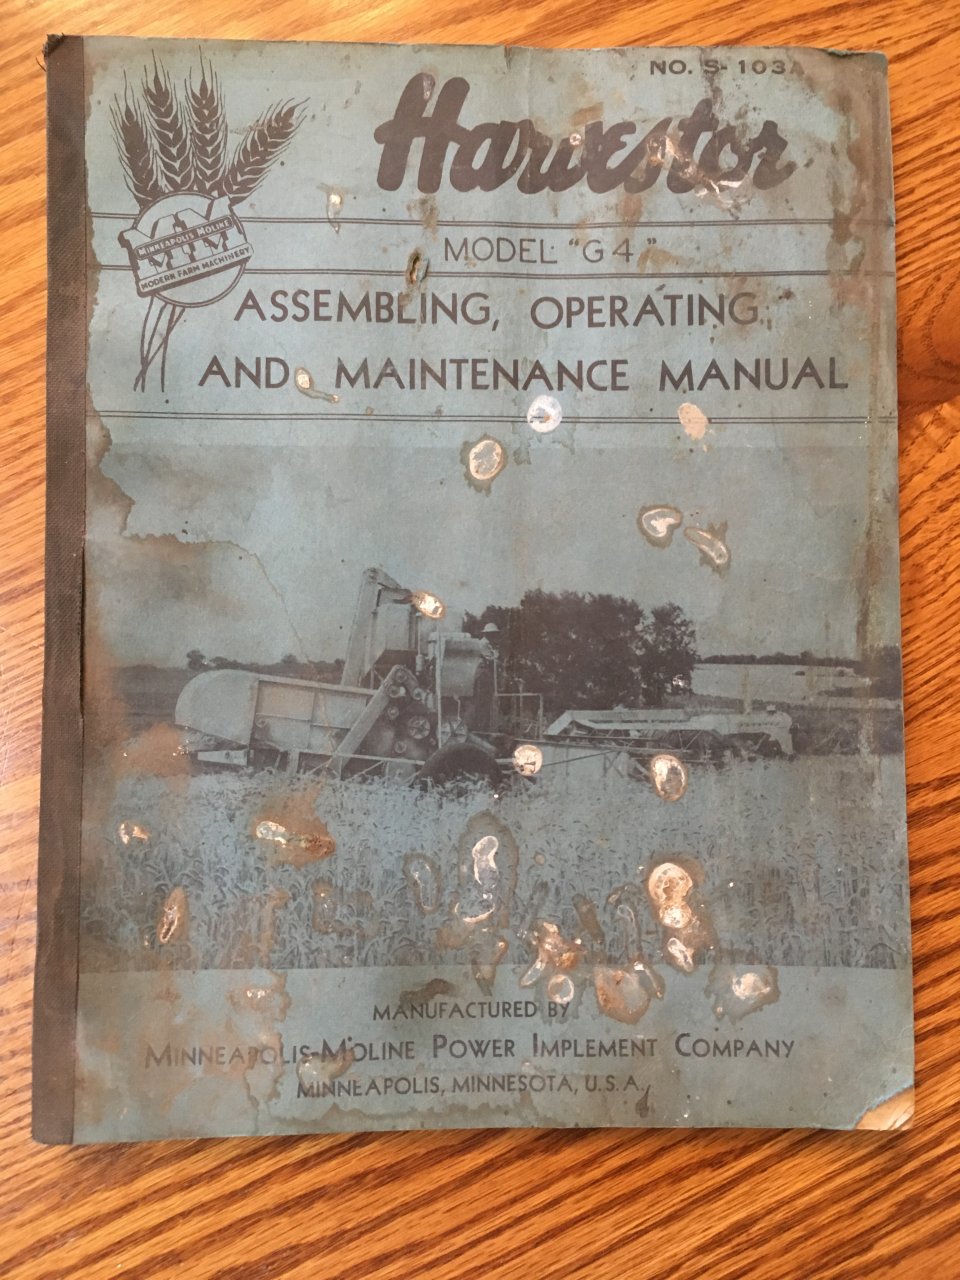 NO. S-103A
Harvestor
MINNEAPOLIS MOLINE
MM
MODERN FARM MACHINERY
MODEL "G4"
ASSEMBLING, OPERATING
AND MAINTENANCE MANUAL
MANUFACTURED BY
MINNEAPOLIS-MOLINE POWER IMPLEMENT COMPANY
MINNEAPOLIS, MINNESOTA, U.S.A.